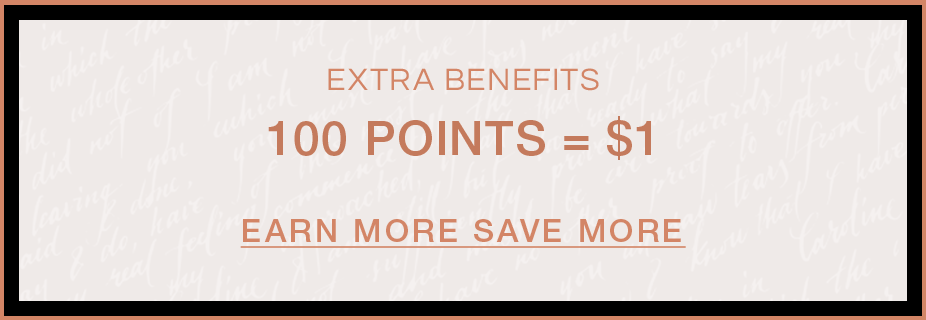 EXTRA BENEFITS
100 POINTS = $1
EARN MORE SAVE MORE